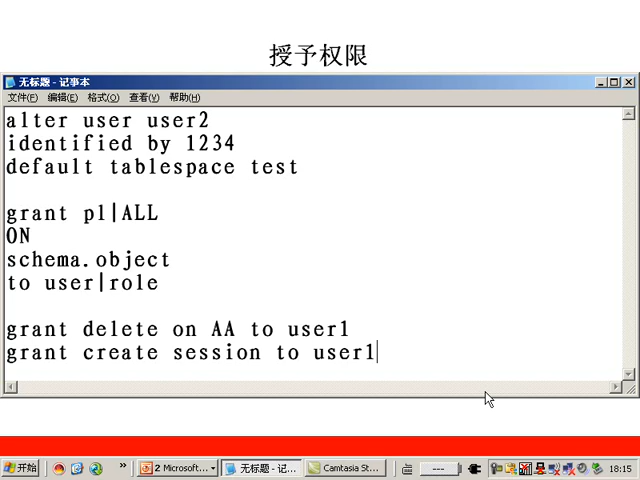 授予权限
无标题 - 记事本
文件(F) 编辑(E) 格式(O) 查看(V) 帮助(H)
alter user user2
identified by 1234
default tablespace test
grant p1|ALL
ON
schema.object
to user|role
grant delete on AA to user1
grant create session to user1
开始 » 2 Microsoft... 无标题 - 记... Camtasia St... --- 18:15